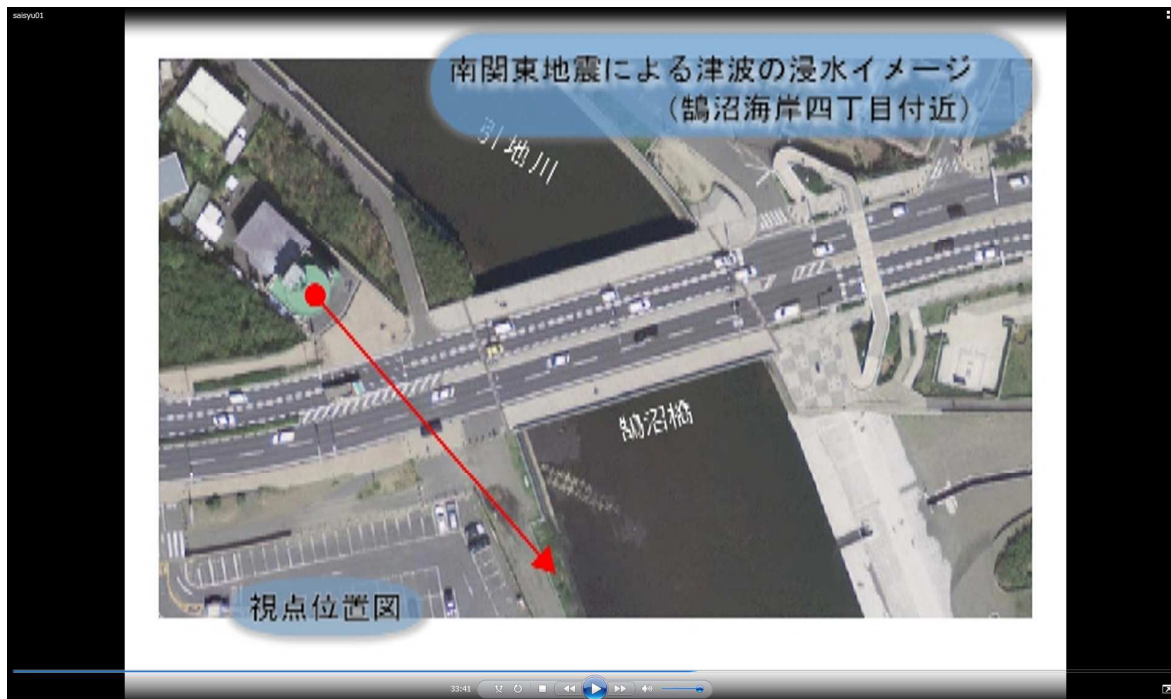 saisyu01
南関東地震による津波の浸水イメージ
（鵠沼海岸四丁目付近）
引地川
鵠沼橋
視点位置図
33:41